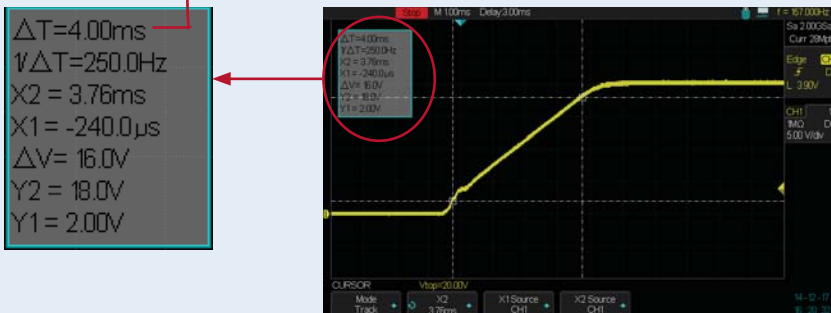 ΔT=4.00ms
1/ΔT=250.0Hz
X2 = 3.76ms
X1= -240.0µs
ΔV= 16.0V
Y2 = 18.0V
Y1= 2.00V
Stop M 1.00ms Delay:3.00ms f = 167.000Hz
Sa 2.00GSa
Curr 28Mpt
ΔT=4.00ms
1/ΔT=250.0Hz
X2 = 3.76ms
X1= -240.0µs
ΔV= 16.0V
Y2 = 18.0V
Y1= 2.00V
Edge
L 3.90V
CH1
1MΩ
5.00 V/div
CURSOR Vtop=20.00V
Mode X2 X1Source X2 Source
Track 3.76ms CH1 CH1